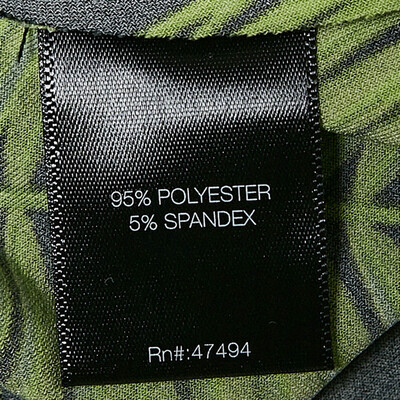 95% POLYESTER
5% SPANDEX
Rn#:47494